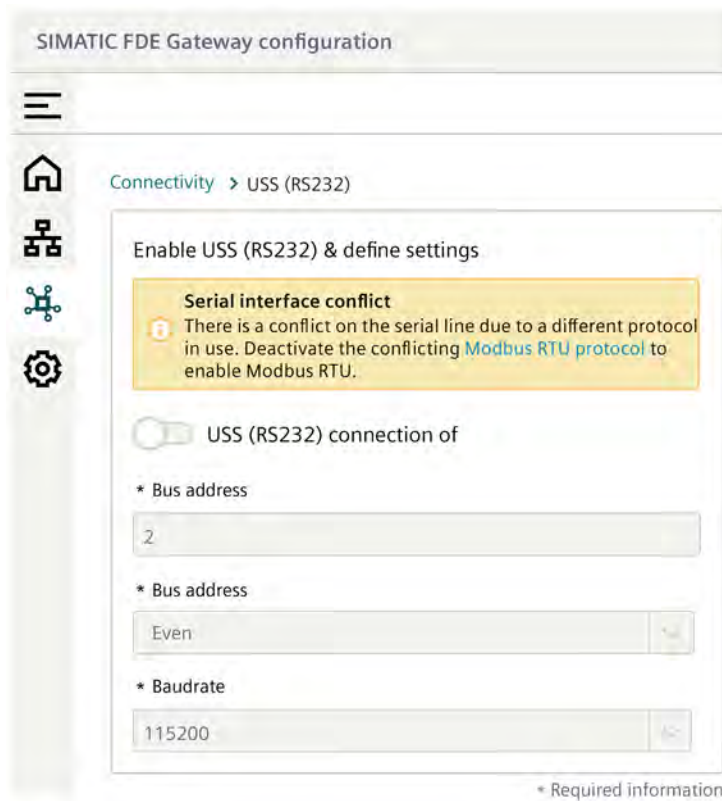 SIMATIC FDE Gateway configuration
Connectivity > USS (RS232)
Enable USS (RS232) & define settings
Serial interface conflict
There is a conflict on the serial line due to a different protocol
in use. Deactivate the conflicting Modbus RTU protocol to
enable Modbus RTU.
USS (RS232) connection of
* Bus address
2
* Bus address
Even
* Baudrate
115200
* Required information